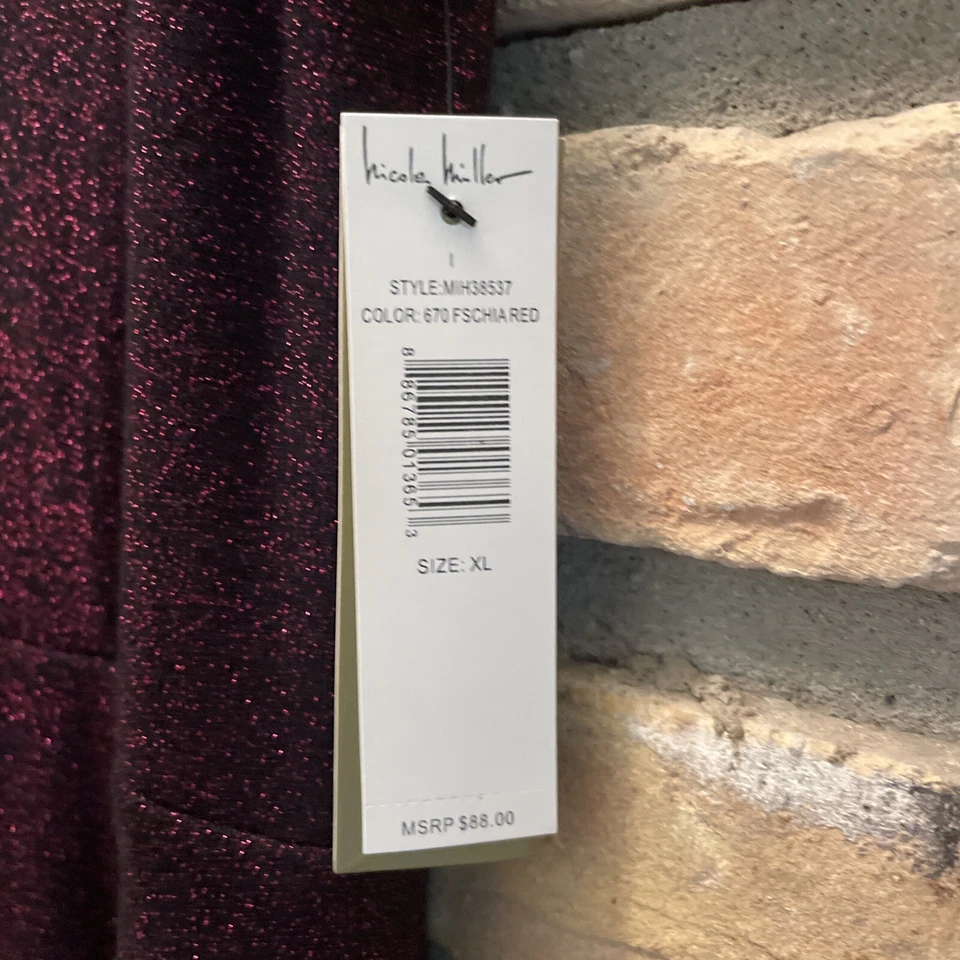 nicole miller
STYLE:MIH38537
COLOR: 670 FSCHIA RED
8 86785 01365 3
SIZE: XL
MSRP $88.00